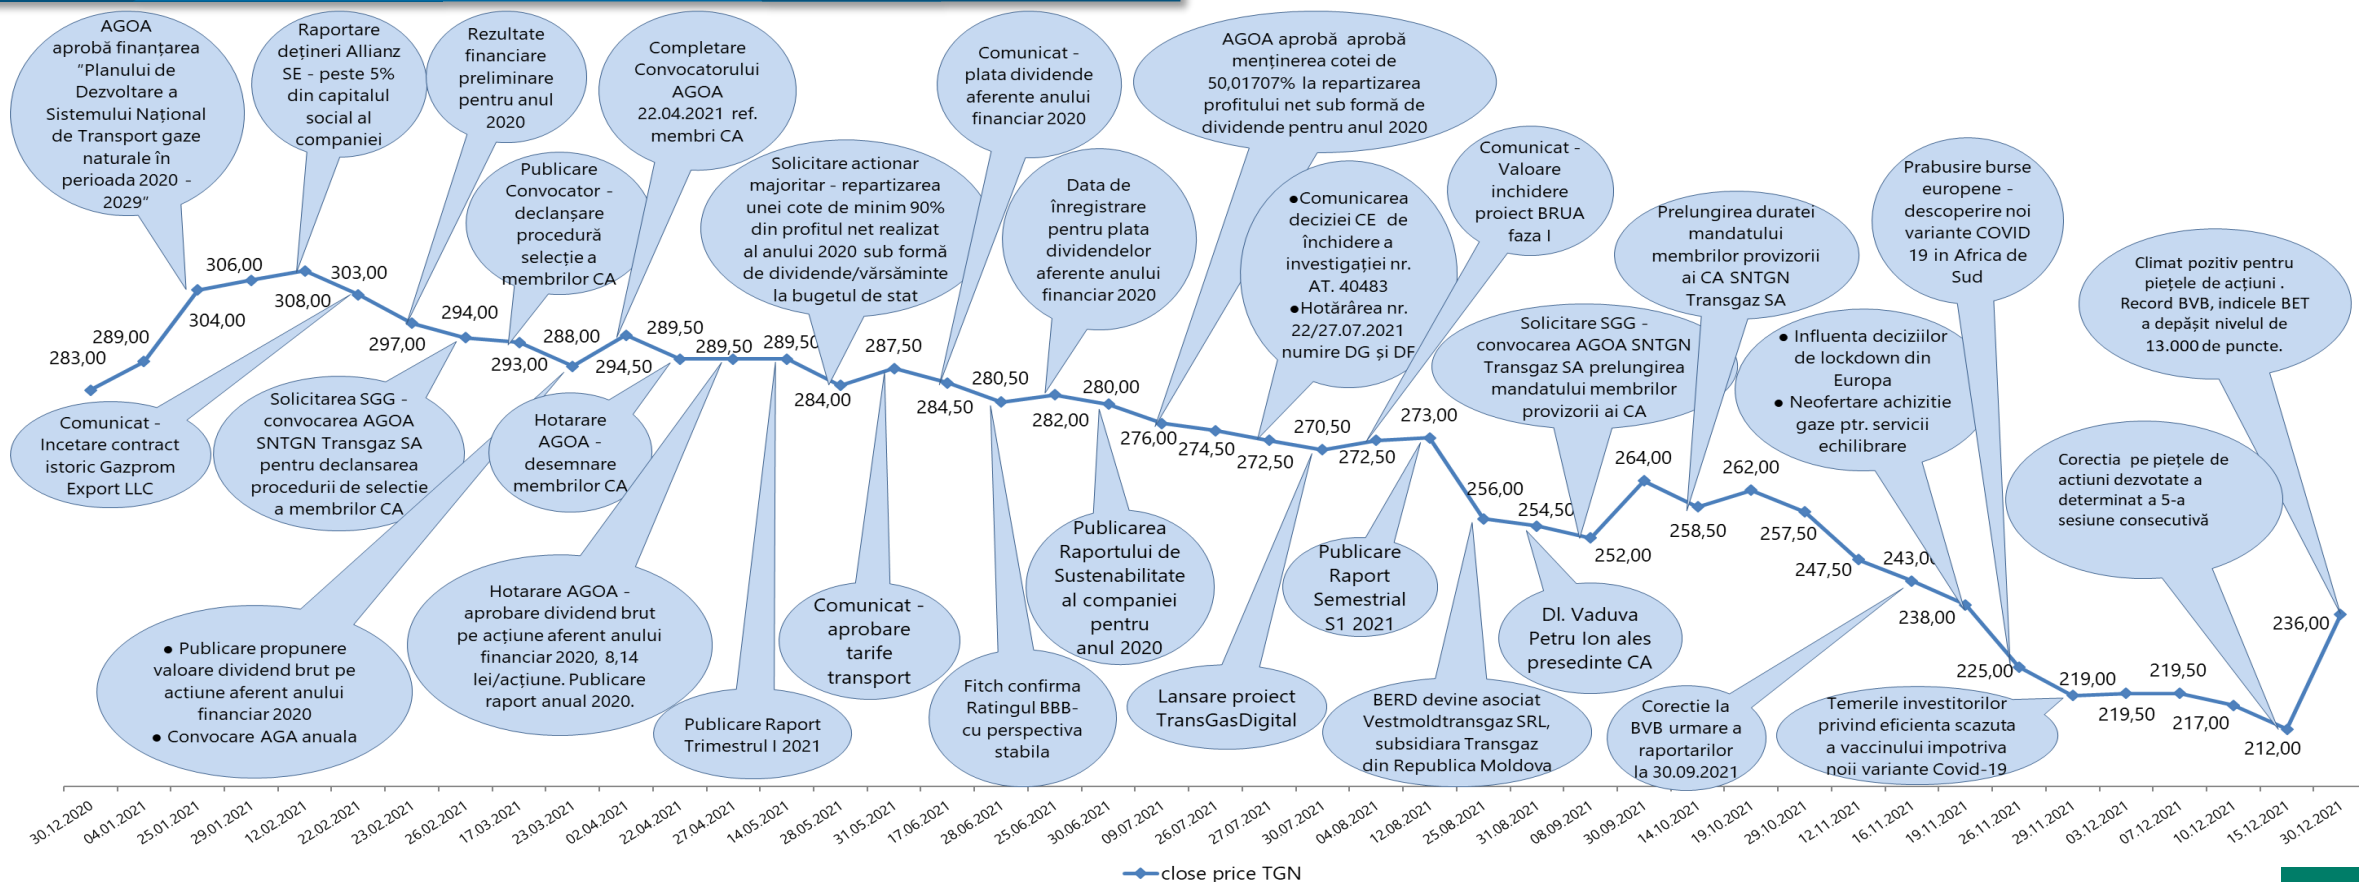 AGOA
aprobă finanțarea
"Planului de
Dezvoltare a
Sistemului Național
de Transport gaze
naturale în
perioada 2020 -
2029"
Raportare
dețineri Allianz
SE - peste 5%
din capitalul
social al
companiei
Rezultate
financiare
preliminare
pentru anul
2020
Publicare
Convocator -
declanșare
procedură
selecție a
membrilor CA
Completare
Convocatorului
AGOA
22.04.2021 ref.
membri CA
Solicitare actionar
majoritar - repartizarea
unei cote de minim 90%
din profitul net realizat
al anului 2020 sub formă
de dividende/vărsăminte
la bugetul de stat
Comunicat -
plata dividende
aferente anului
financiar 2020
Data de
înregistrare
pentru plata
dividendelor
aferente anului
financiar 2020
AGOA aprobă aprobă
menținerea cotei de
50,01707% la repartizarea
profitului net sub formă de
dividende pentru anul 2020
●Comunicarea
deciziei CE de
închidere a
investigației nr.
AT. 40483
●Hotărârea nr.
22/27.07.2021
numire DG și DF
Comunicat -
Valoare
inchidere
proiect BRUA
faza I
Solicitare SGG -
convocarea AGOA SNTGN
Transgaz SA prelungirea
mandatului membrilor
provizorii ai CA
Prelungirea duratei
mandatului
membrilor provizorii
ai CA SNTGN
Transgaz SA
● Influenta deciziilor
de lockdown din
Europa
● Neofertare achizitie
gaze ptr. servicii
echilibrare
Prabusire burse
europene -
descoperire noi
variante COVID
19 in Africa de
Sud
Climat pozitiv pentru
piețele de acțiuni .
Record BVB, indicele BET
a depășit nivelul de
13.000 de puncte.
Corectia pe piețele de
actiuni dezvotate a
determinat a 5-a
sesiune consecutivă
283,00
289,00
304,00
306,00
308,00
303,00
297,00
294,00
293,00
288,00
294,50
289,50
289,50
289,50
284,00
287,50
284,50
280,50
282,00
280,00
276,00
274,50
272,50
270,50
272,50
273,00
256,00
254,50
252,00
264,00
258,50
262,00
257,50
247,50
243,00
238,00
225,00
219,00
219,50
219,50
217,00
212,00
236,00
Comunicat -
Incetare contract
istoric Gazprom
Export LLC
Solicitarea SGG -
convocarea AGOA
SNTGN Transgaz SA
pentru declansarea
procedurii de selectie
a membrilor CA
● Publicare propunere
valoare dividend brut pe
actiune aferent anului
financiar 2020
● Convocare AGA anuala
Hotarare
AGOA -
desemnare
membrilor CA
Hotarare AGOA -
aprobare dividend brut
pe acțiune aferent anului
financiar 2020, 8,14
lei/acțiune. Publicare
raport anual 2020.
Publicare Raport
Trimestrul I 2021
Comunicat -
aprobare
tarife
transport
Fitch confirma
Ratingul BBB-
cu perspectiva
stabila
Publicarea
Raportului de
Sustenabilitate
al companiei
pentru
anul 2020
Lansare proiect
TransGasDigital
Publicare
Raport
Semestrial
S1 2021
BERD devine asociat
Vestmoldtransgaz SRL,
subsidiara Transgaz
din Republica Moldova
Dl. Vaduva
Petru Ion ales
presedinte CA
Corectie la
BVB urmare a
raportarilor
la 30.09.2021
Temerile investitorilor
privind eficienta scazuta
a vaccinului impotriva
noii variante Covid-19
30.12.2020
04.01.2021
25.01.2021
29.01.2021
12.02.2021
22.02.2021
23.02.2021
26.02.2021
17.03.2021
23.03.2021
02.04.2021
22.04.2021
27.04.2021
14.05.2021
28.05.2021
31.05.2021
17.06.2021
28.06.2021
25.06.2021
30.06.2021
09.07.2021
26.07.2021
27.07.2021
30.07.2021
04.08.2021
12.08.2021
25.08.2021
31.08.2021
08.09.2021
30.09.2021
14.10.2021
19.10.2021
29.10.2021
12.11.2021
16.11.2021
19.11.2021
26.11.2021
29.11.2021
03.12.2021
07.12.2021
10.12.2021
15.12.2021
30.12.2021
close price TGN